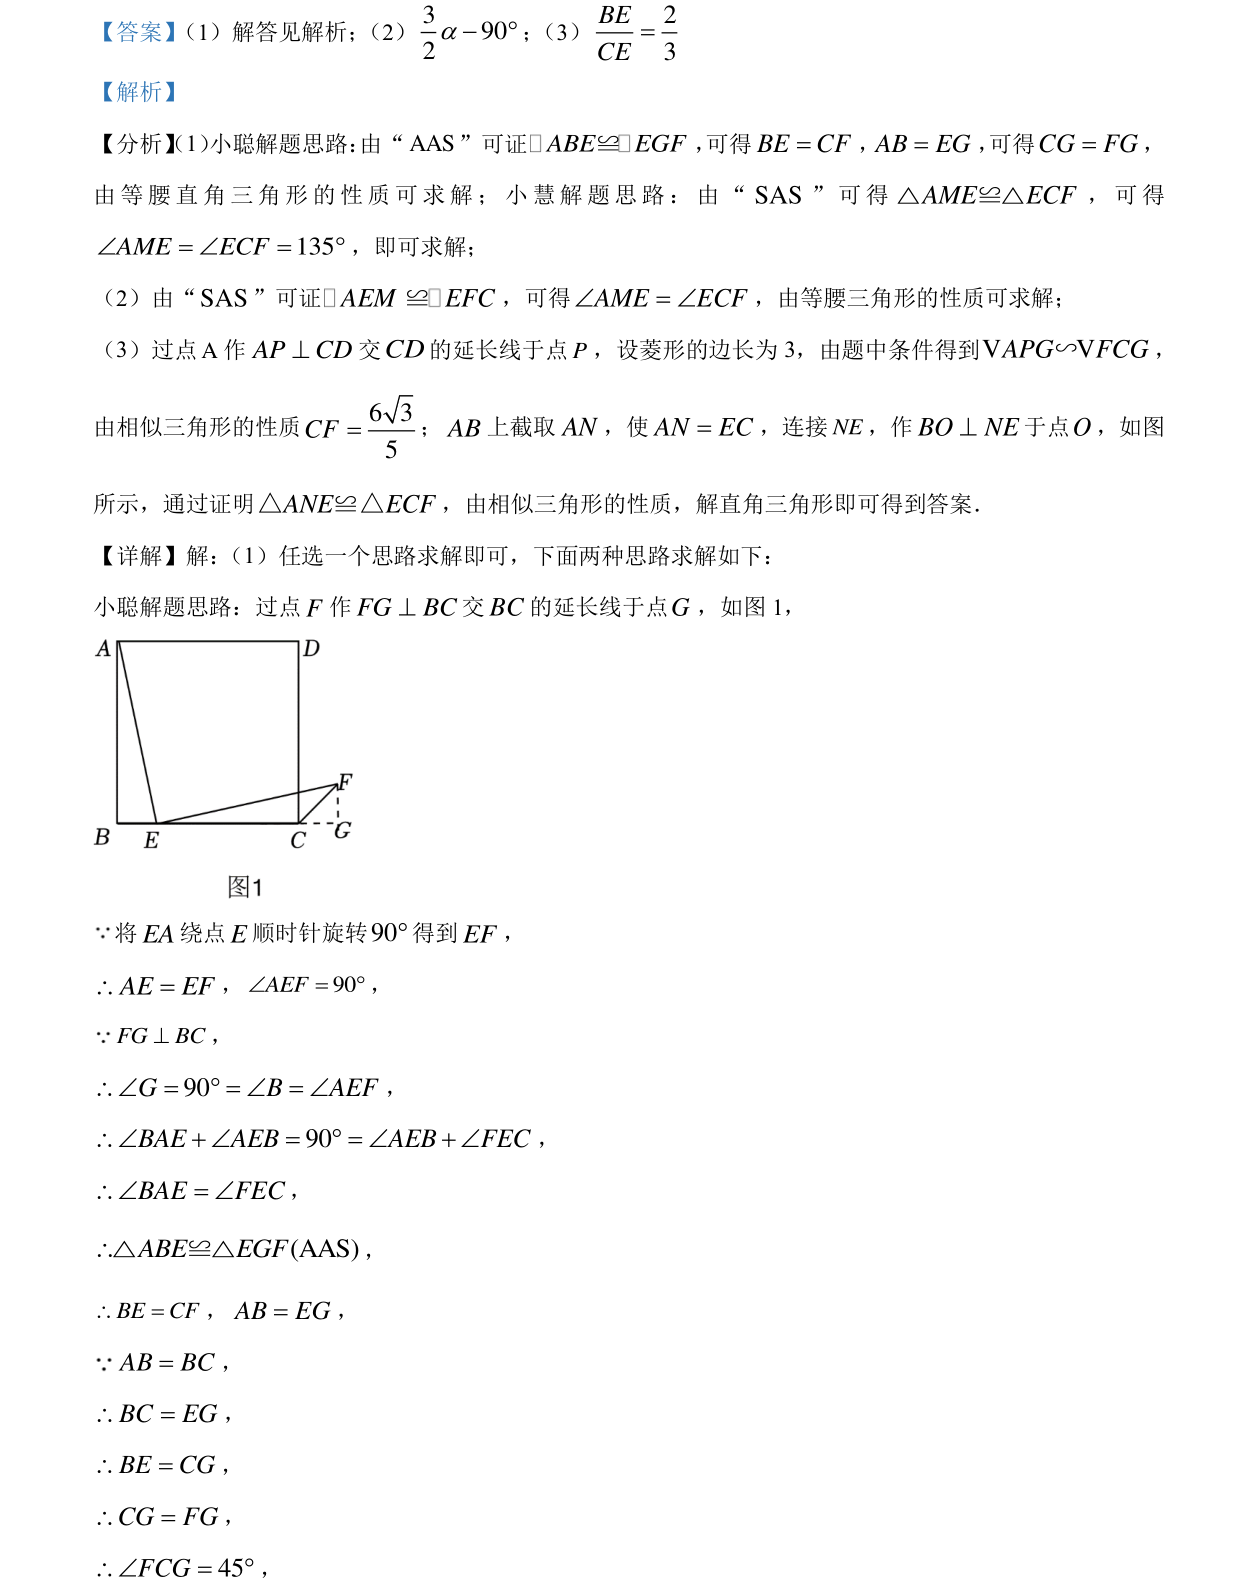 【答案】（1）解答见解析；（2）3/2 α－90°；（3）BE/CE = 2/3
【解析】
【分析】（1）小聪解题思路：由“AAS”可证□ABE≌□EGF，可得BE = CF，AB = EG，可得CG = FG，
由等腰直角三角形的性质可求解；小慧解题思路：由“SAS”可得△AME≌△ECF，可得
∠AME = ∠ECF = 135°，即可求解；
（2）由“SAS”可证□AEM ≌□EFC，可得∠AME = ∠ECF，由等腰三角形的性质可求解；
（3）过点A作AP⊥CD交CD的延长线于点P，设菱形的边长为3，由题中条件得到VAPG∽VFCG，
由相似三角形的性质CF = 6√3/5；AB上截取AN，使AN = EC，连接NE，作BO⊥NE于点O，如图
所示，通过证明△ANE≌△ECF，由相似三角形的性质，解直角三角形即可得到答案．
【详解】解：（1）任选一个思路求解即可，下面两种思路求解如下：
小聪解题思路：过点F作FG⊥BC交BC的延长线于点G，如图1，
A D
F
B E C G
图1
∵将EA绕点E顺时针旋转90°得到EF，
∴AE = EF，∠AEF = 90°，
∵FG⊥BC，
∴∠G = 90° = ∠B = ∠AEF，
∴∠BAE + ∠AEB = 90° = ∠AEB + ∠FEC，
∴∠BAE = ∠FEC，
∴△ABE≌△EGF(AAS)，
∴BE = CF，AB = EG，
∵AB = BC，
∴BC = EG，
∴BE = CG，
∴CG = FG，
∴∠FCG = 45°，